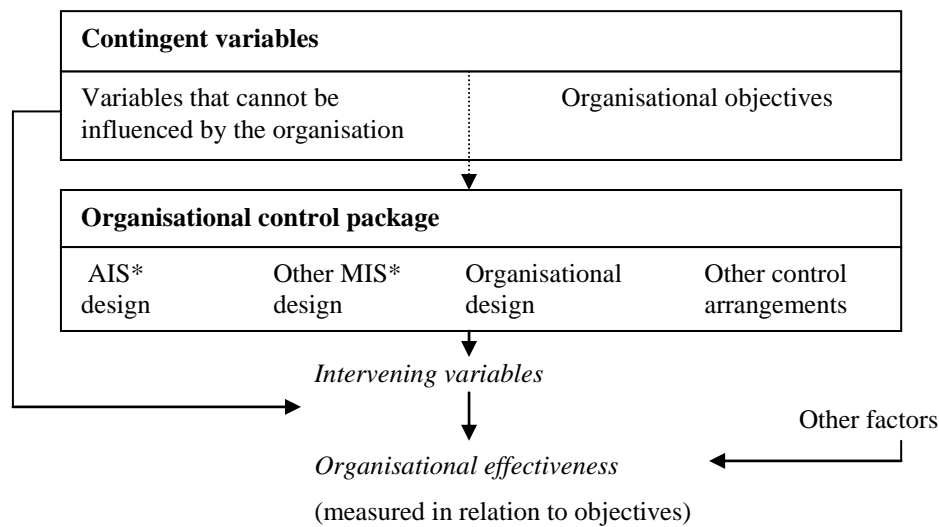 Contingent variables
Variables that cannot be
influenced by the organisation
Organisational objectives
Organisational control package
AIS*
design
Other MIS*
design
Organisational
design
Other control
arrangements
Intervening variables
Other factors
Organisational effectiveness
(measured in relation to objectives)